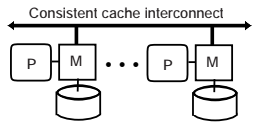 Consistent cache interconnect
P M ••• P M